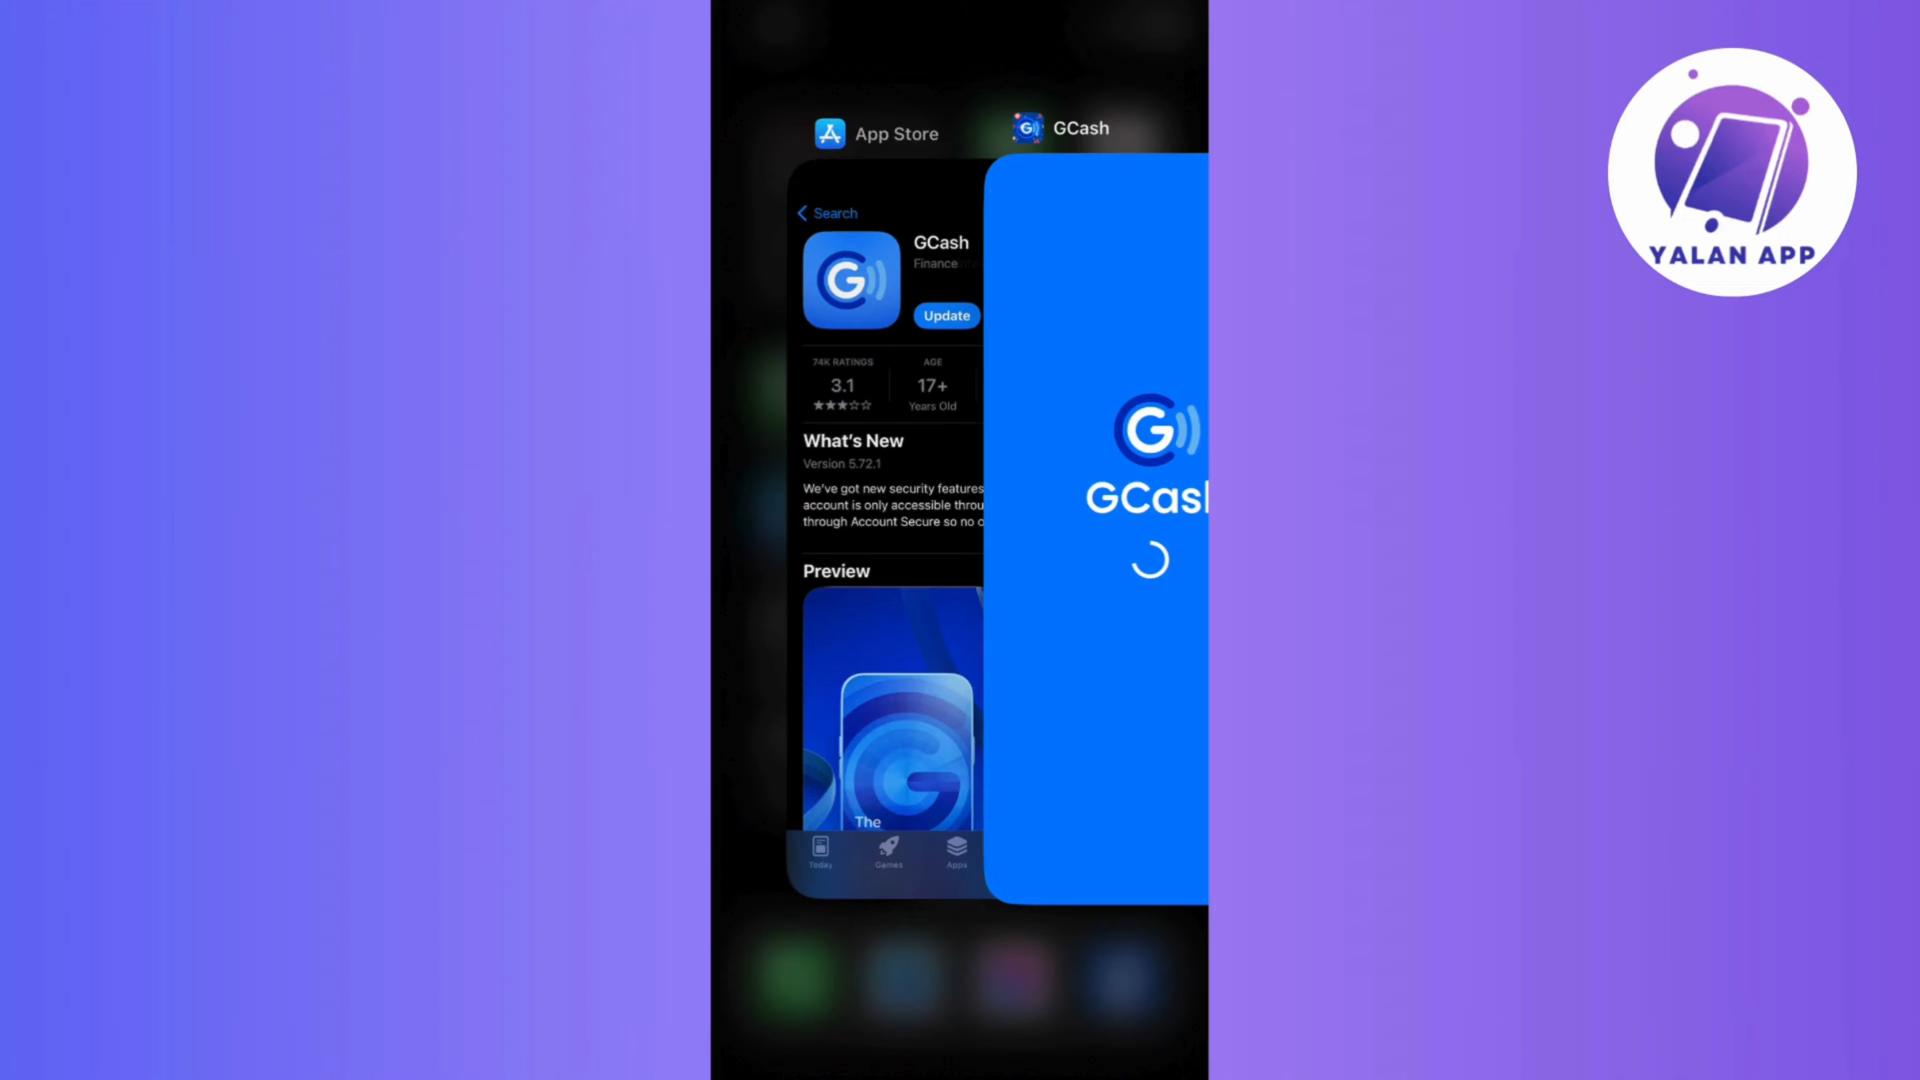 App Store
GCash
Search
GCash
Finance
Update
74K RATINGS
3.1
AGE
17+
Years Old
What's New
Version 5.72.1
We've got new security features
account is only accessible throu
through Account Secure so no o
Preview
The
Today
Games
Apps
G
GCash
YALAN APP